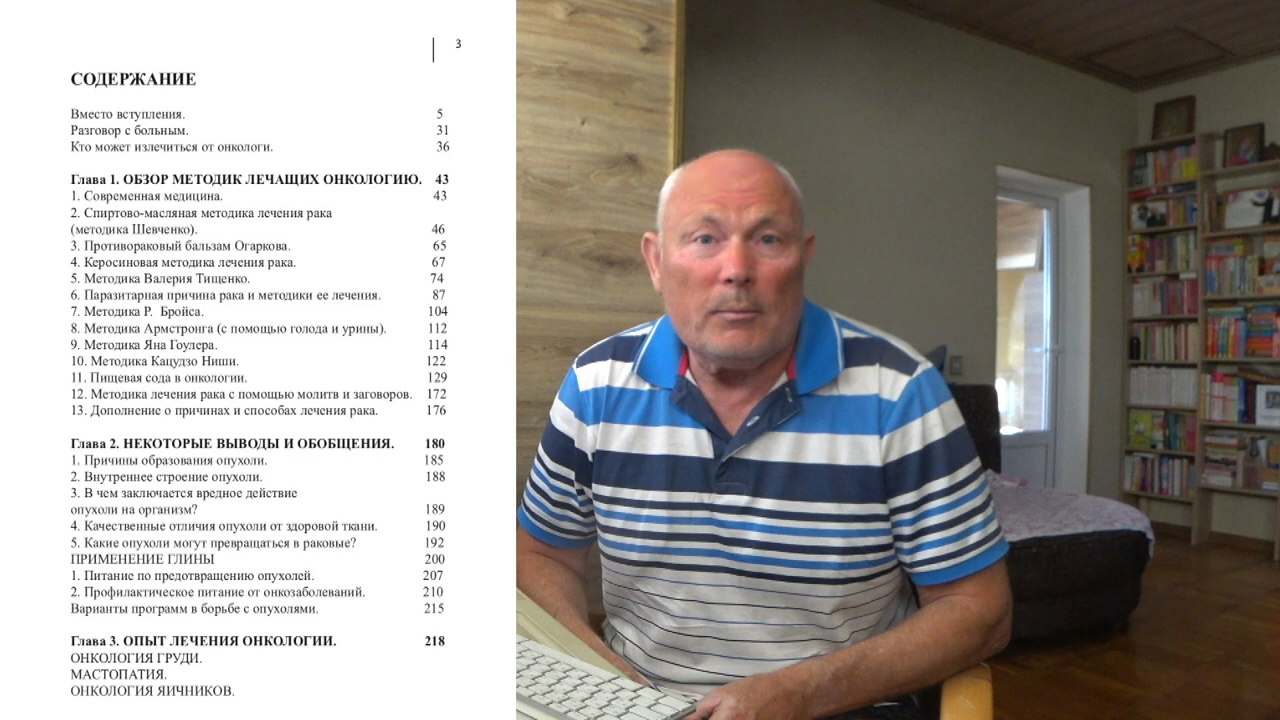 3
СОДЕРЖАНИЕ
Вместо вступления. 5
Разговор с больным. 31
Кто может излечиться от онкологи. 36
Глава 1. ОБЗОР МЕТОДИК ЛЕЧАЩИХ ОНКОЛОГИЮ. 43
1. Современная медицина. 43
2. Спиртово-масляная методика лечения рака
(методика Шевченко). 46
3. Противораковый бальзам Огаркова. 65
4. Керосиновая методика лечения рака. 67
5. Методика Валерия Тищенко. 74
6. Паразитарная причина рака и методики ее лечения. 87
7. Методика Р. Бройса. 104
8. Методика Армстронга (с помощью голода и урины). 112
9. Методика Яна Гоулера. 114
10. Методика Кацудзо Ниши. 122
11. Пищевая сода в онкологии. 129
12. Методика лечения рака с помощью молитв и заговоров. 172
13. Дополнение о причинах и способах лечения рака. 176
Глава 2. НЕКОТОРЫЕ ВЫВОДЫ И ОБОБЩЕНИЯ. 180
1. Причины образования опухоли. 185
2. Внутреннее строение опухоли. 188
3. В чем заключается вредное действие
опухоли на организм? 189
4. Качественные отличия опухоли от здоровой ткани. 190
5. Какие опухоли могут превращаться в раковые? 192
ПРИМЕНЕНИЕ ГЛИНЫ 200
1. Питание по предотвращению опухолей. 207
2. Профилактическое питание от онкозаболеваний. 210
Варианты программ в борьбе с опухолями. 215
Глава 3. ОПЫТ ЛЕЧЕНИЯ ОНКОЛОГИИ. 218
ОНКОЛОГИЯ ГРУДИ.
МАСТОПАТИЯ.
ОНКОЛОГИЯ ЯИЧНИКОВ.